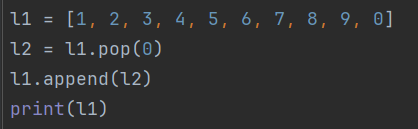 l1 = [1, 2, 3, 4, 5, 6, 7, 8, 9, 0]
l2 = l1.pop(0)
l1.append(l2)
print(l1)